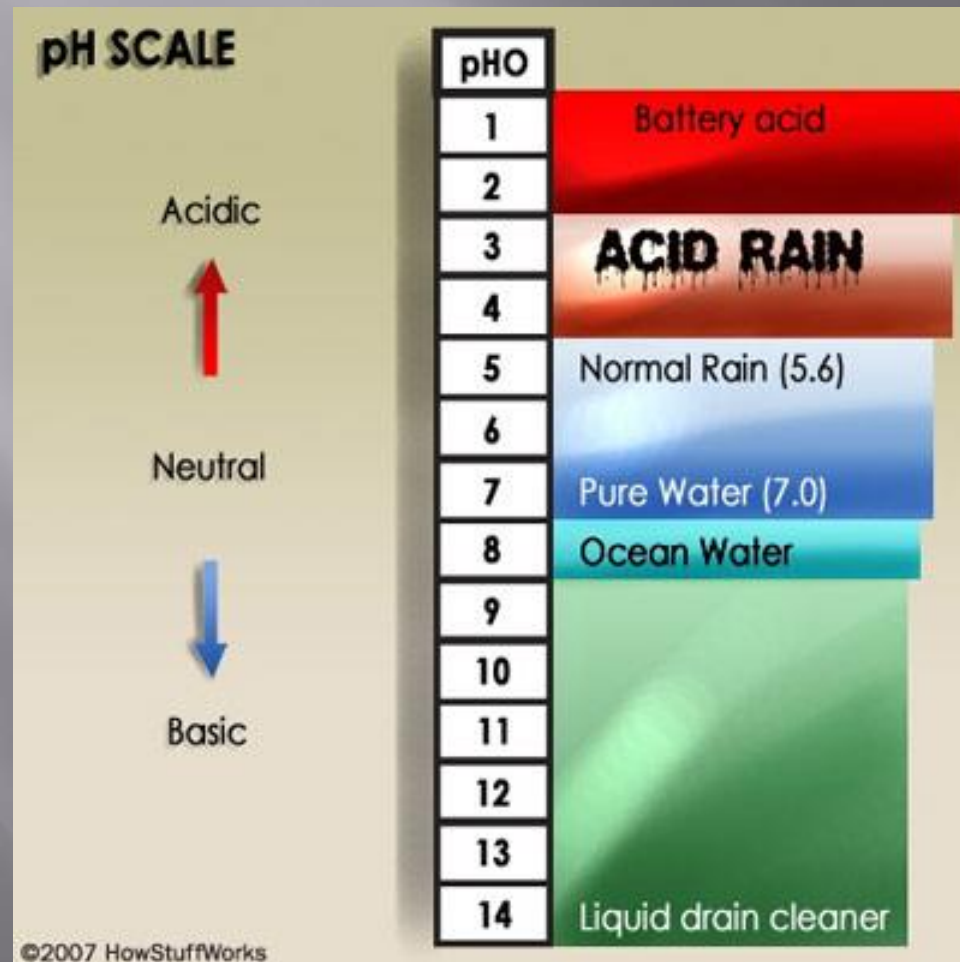 pH SCALE
pHO
1 Battery acid
2
Acidic
3 ACID RAIN
4
5 Normal Rain (5.6)
6
Neutral
7 Pure Water (7.0)
8 Ocean Water
9
10
Basic
11
12
13
14 Liquid drain cleaner
©2007 HowStuffWorks